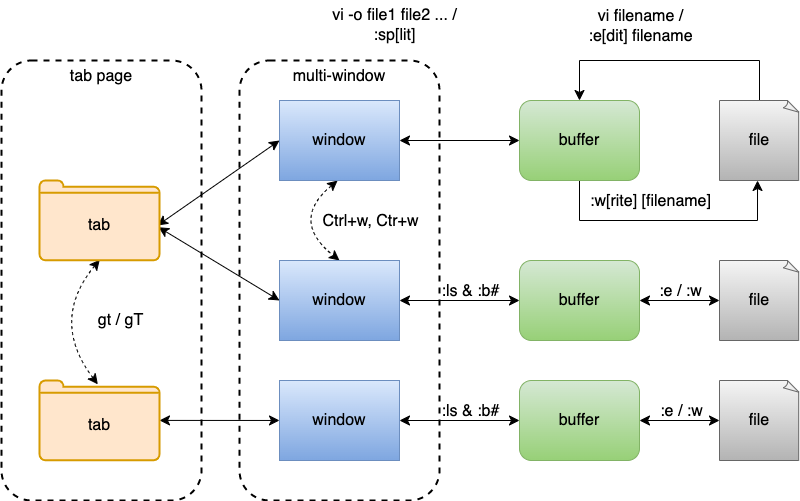 vi -o file1 file2 ... /
:sp[lit]
vi filename /
:e[dit] filename
tab page
multi-window
window
buffer
file
:w[rite] [filename]
tab
Ctrl+w, Ctr+w
window
:ls & :b#
buffer
:e / :w
file
gt / gT
tab
window
:ls & :b#
buffer
:e / :w
file